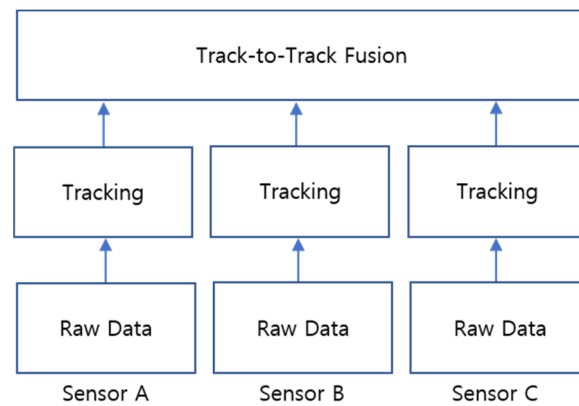 Track-to-Track Fusion
Tracking Tracking Tracking
Raw Data Raw Data Raw Data
Sensor A Sensor B Sensor C